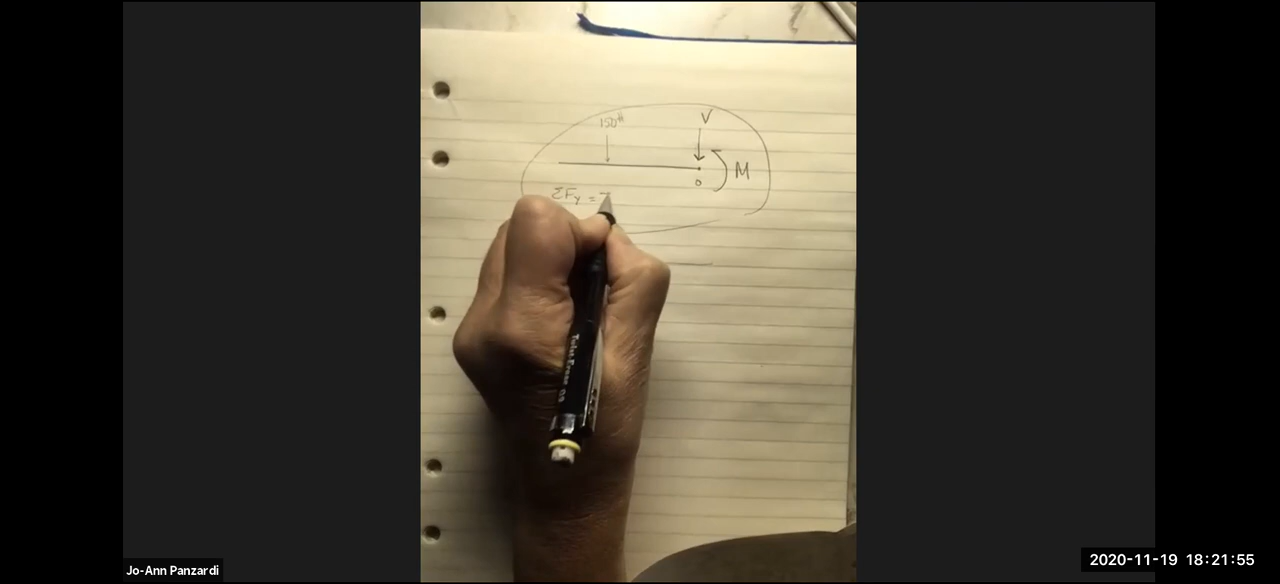 150# V
M
o
ΣFy = -
Jo-Ann Panzardi
2020-11-19 18:21:55